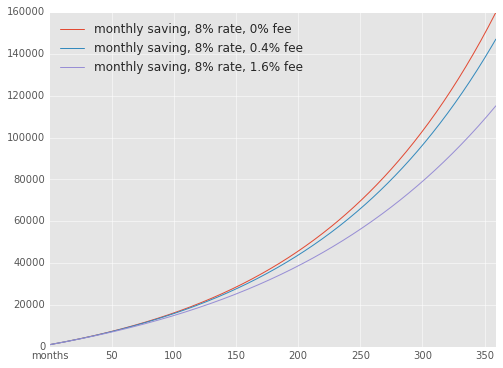 160000
monthly saving, 8% rate, 0% fee
monthly saving, 8% rate, 0.4% fee
monthly saving, 8% rate, 1.6% fee
140000
120000
100000
80000
60000
40000
20000
0
months 50 100 150 200 250 300 350